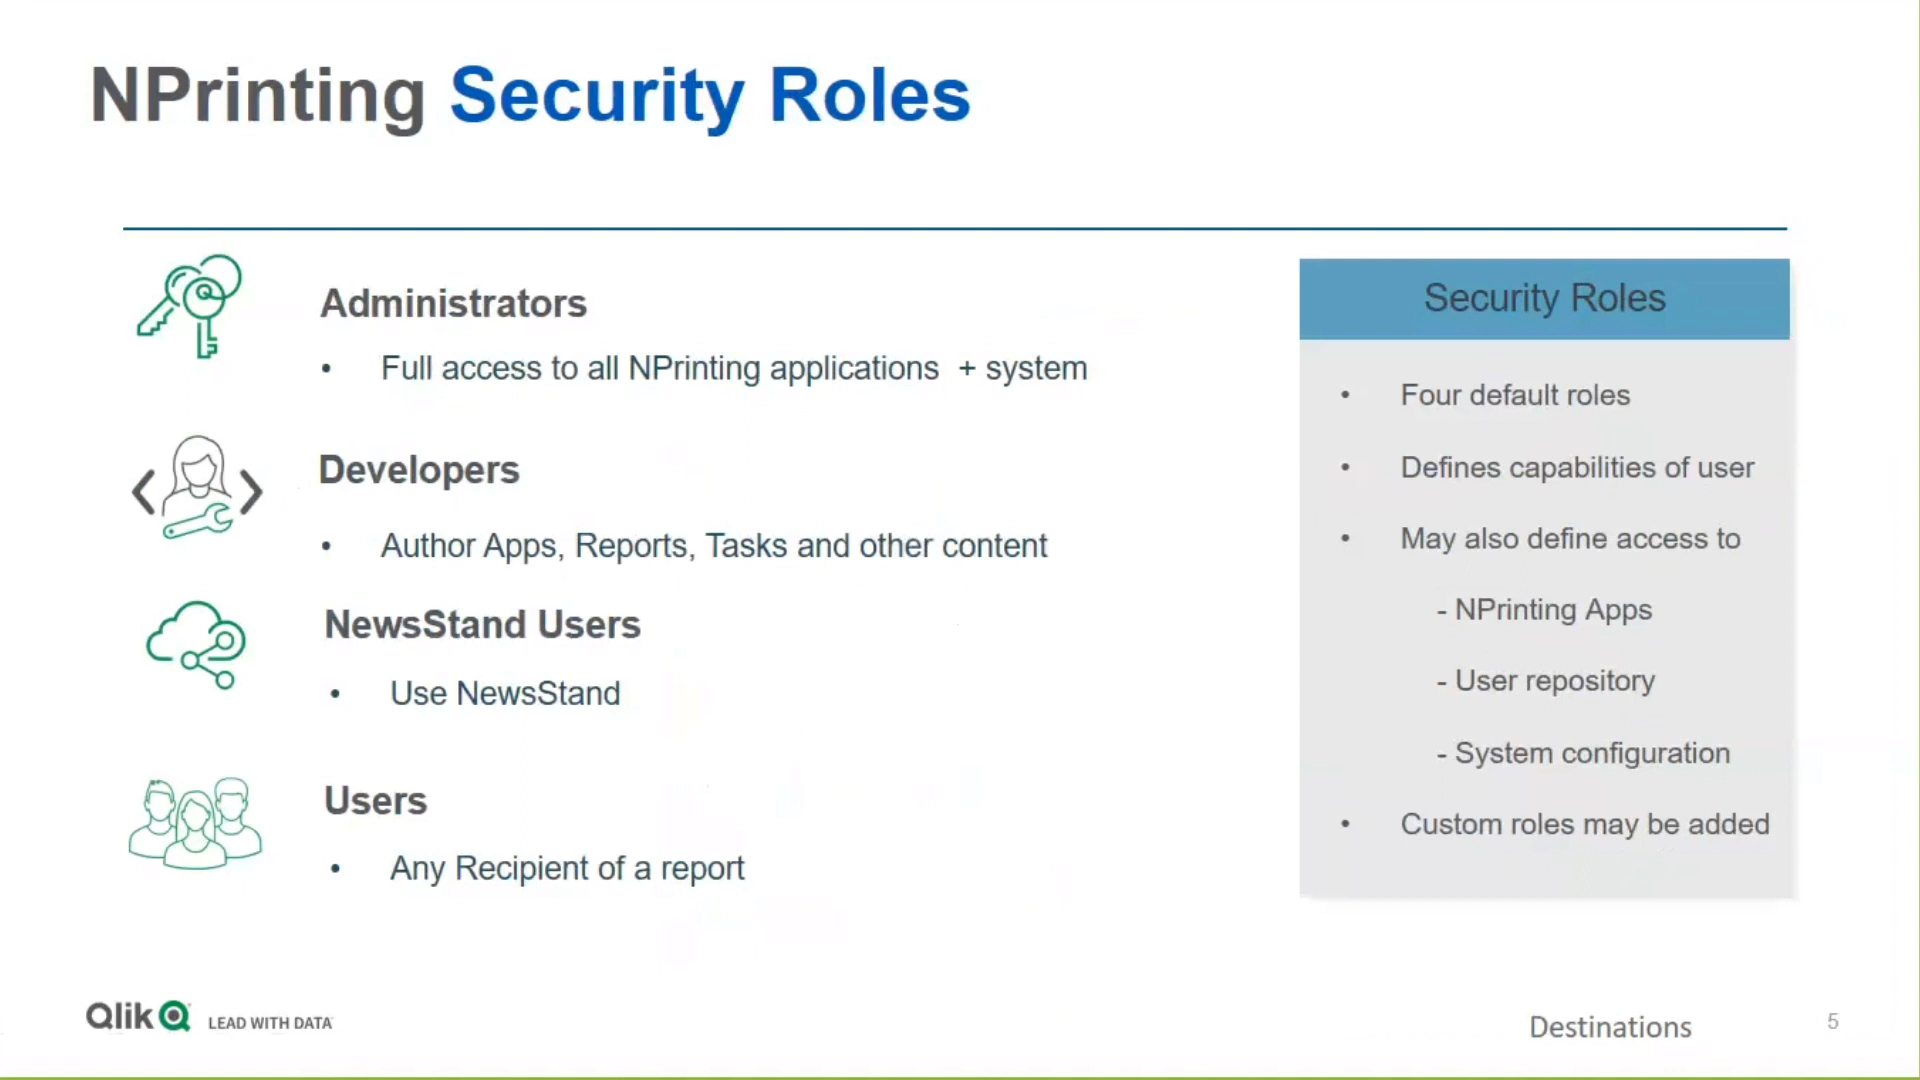 NPrinting Security Roles
Administrators
• Full access to all NPrinting applications + system
Developers
• Author Apps, Reports, Tasks and other content
NewsStand Users
• Use NewsStand
Users
• Any Recipient of a report
Security Roles
• Four default roles
• Defines capabilities of user
• May also define access to
- NPrinting Apps
- User repository
- System configuration
• Custom roles may be added
Qlik LEAD WITH DATA
Destinations
5